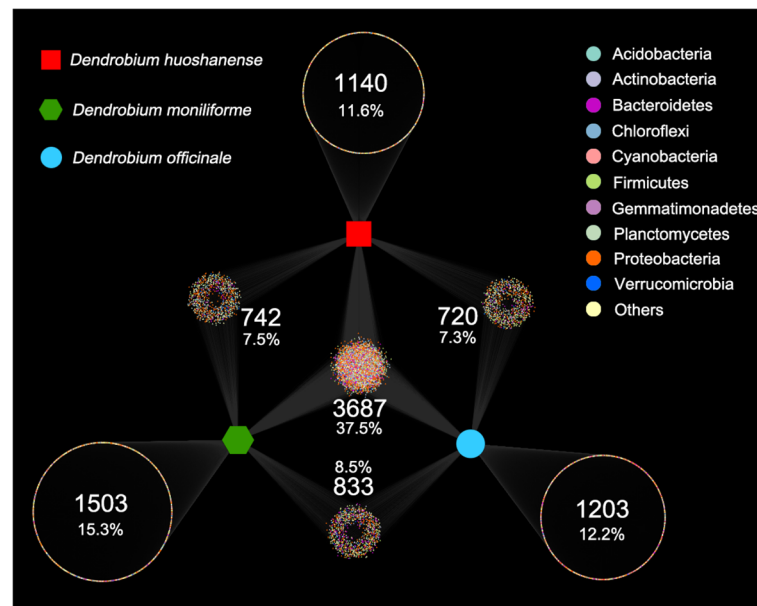 Dendrobium huoshanense
Dendrobium moniliforme
Dendrobium officinale
1140
11.6%
Acidobacteria
Actinobacteria
Bacteroidetes
Chloroflexi
Cyanobacteria
Firmicutes
Gemmatimonadetes
Planctomycetes
Proteobacteria
Verrucomicrobia
Others
742
7.5%
720
7.3%
3687
37.5%
8.5%
833
1503
15.3%
1203
12.2%